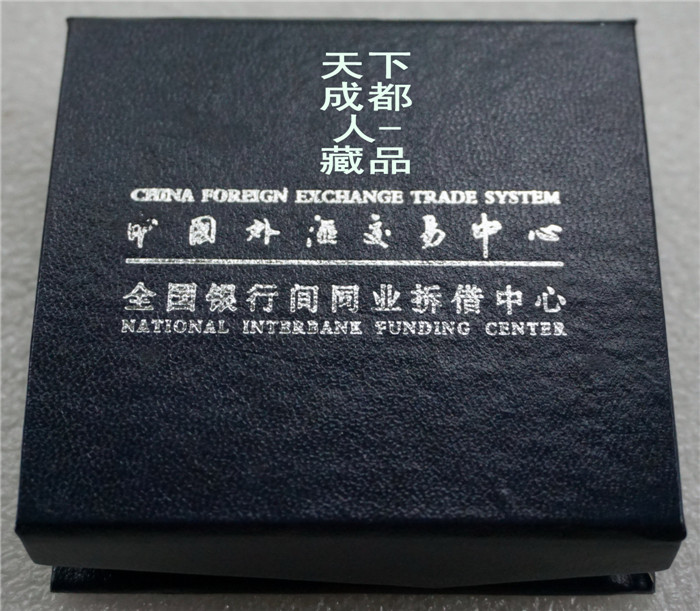 天下
成都
人-
藏品
CHINA FOREIGN EXCHANGE TRADE SYSTEM
中国外汇交易中心
全国银行间同业拆借中心
NATIONAL INTERBANK FUNDING CENTER